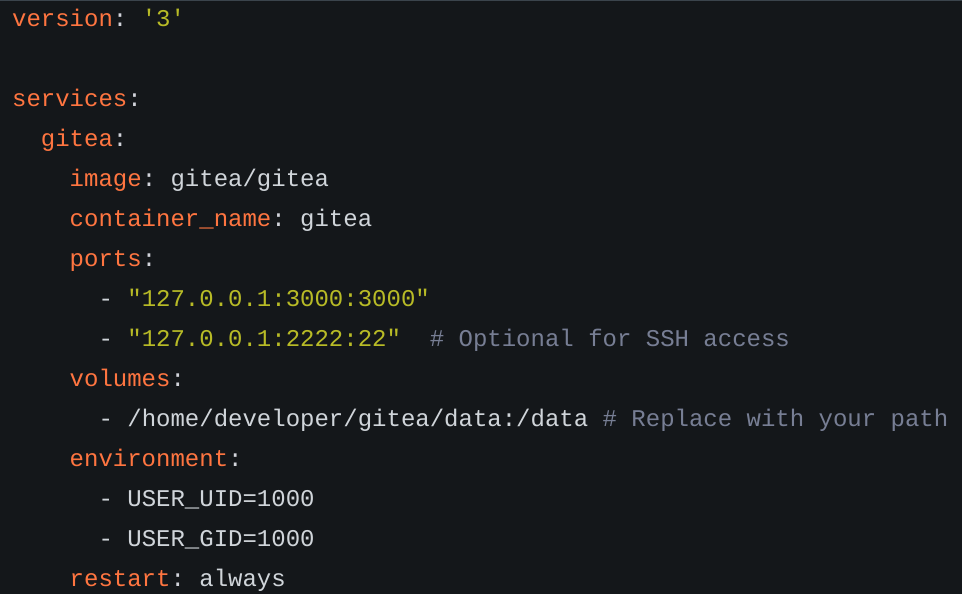 version: '3'

services:
  gitea:
    image: gitea/gitea
    container_name: gitea
    ports:
      - "127.0.0.1:3000:3000"
      - "127.0.0.1:2222:22"  # Optional for SSH access
    volumes:
      - /home/developer/gitea/data:/data # Replace with your path
    environment:
      - USER_UID=1000
      - USER_GID=1000
    restart: always